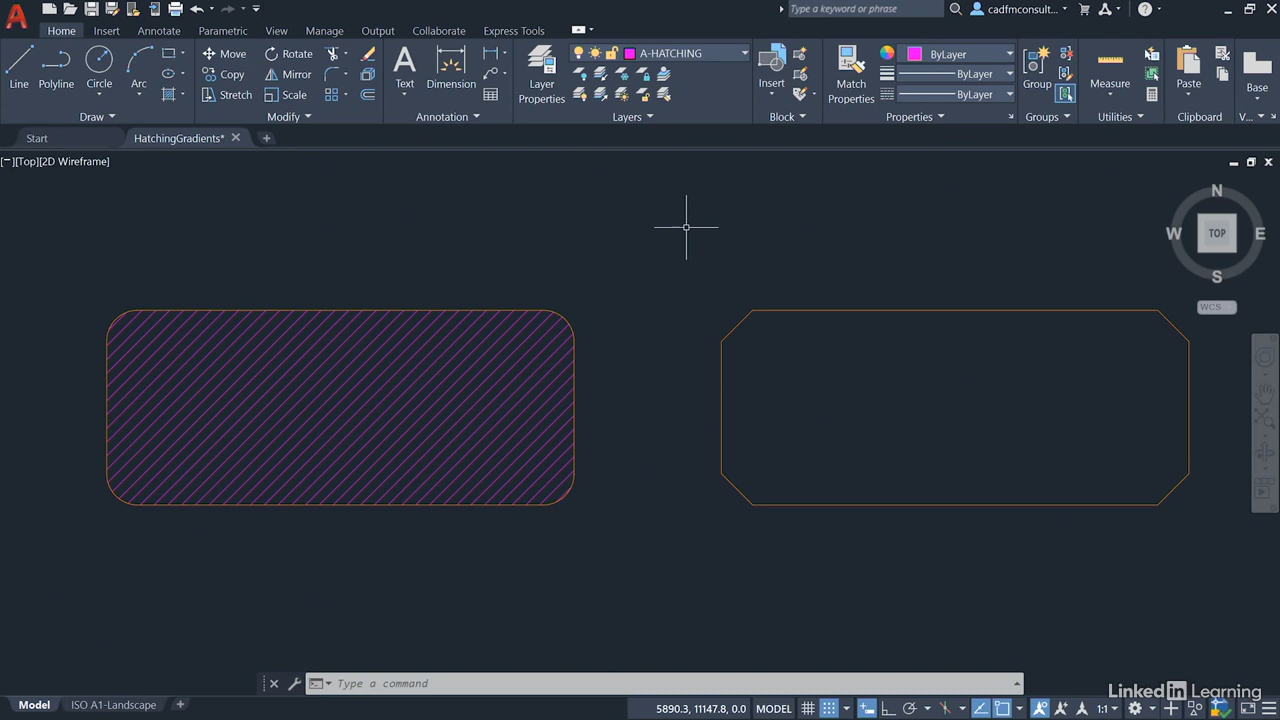 Type a keyword or phrase
cadfmconsult...
Home Insert Annotate Parametric View Manage Output Collaborate Express Tools
Line Polyline Circle Arc
Move Rotate
Copy Mirror
Stretch Scale
Text Dimension
Layer Properties
A-HATCHING
Insert
Match Properties
ByLayer
ByLayer
ByLayer
Group
Measure
Paste
Base
Draw Modify Annotation Layers Block Properties Groups Utilities Clipboard V...
Start HatchingGradients*
[−][Top][2D Wireframe]
N
W TOP E
S
WCS
Type a command
LinkedIn Learning
Model ISO A1-Landscape
5890.3, 11147.8, 0.0 MODEL 1:1